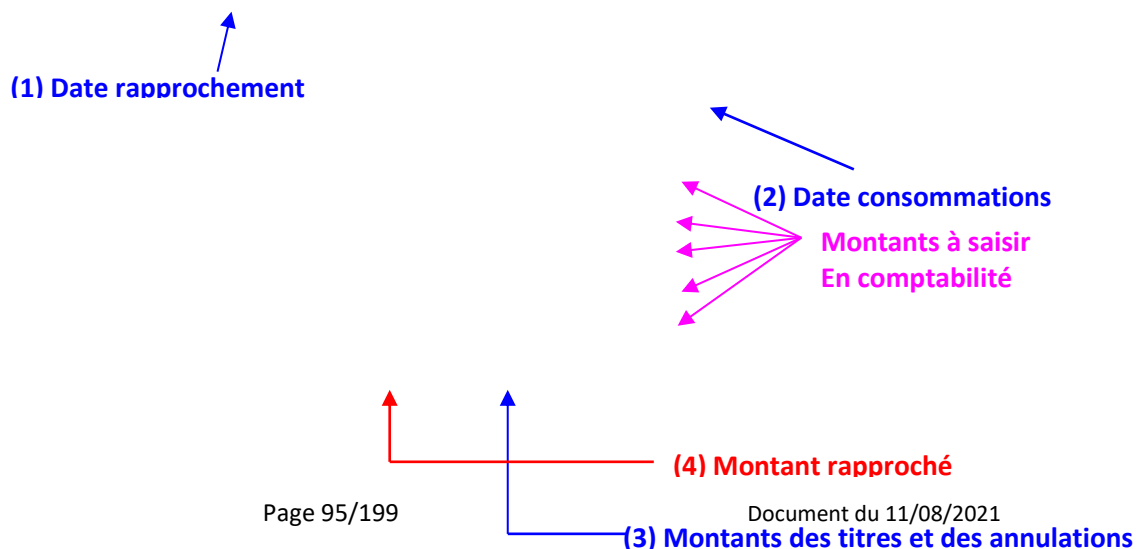 (1) Date rapprochement
(2) Date consommations
Montants à saisir
En comptabilité
(4) Montant rapproché
Page 95/199 Document du 11/08/2021
(3) Montants des titres et des annulations